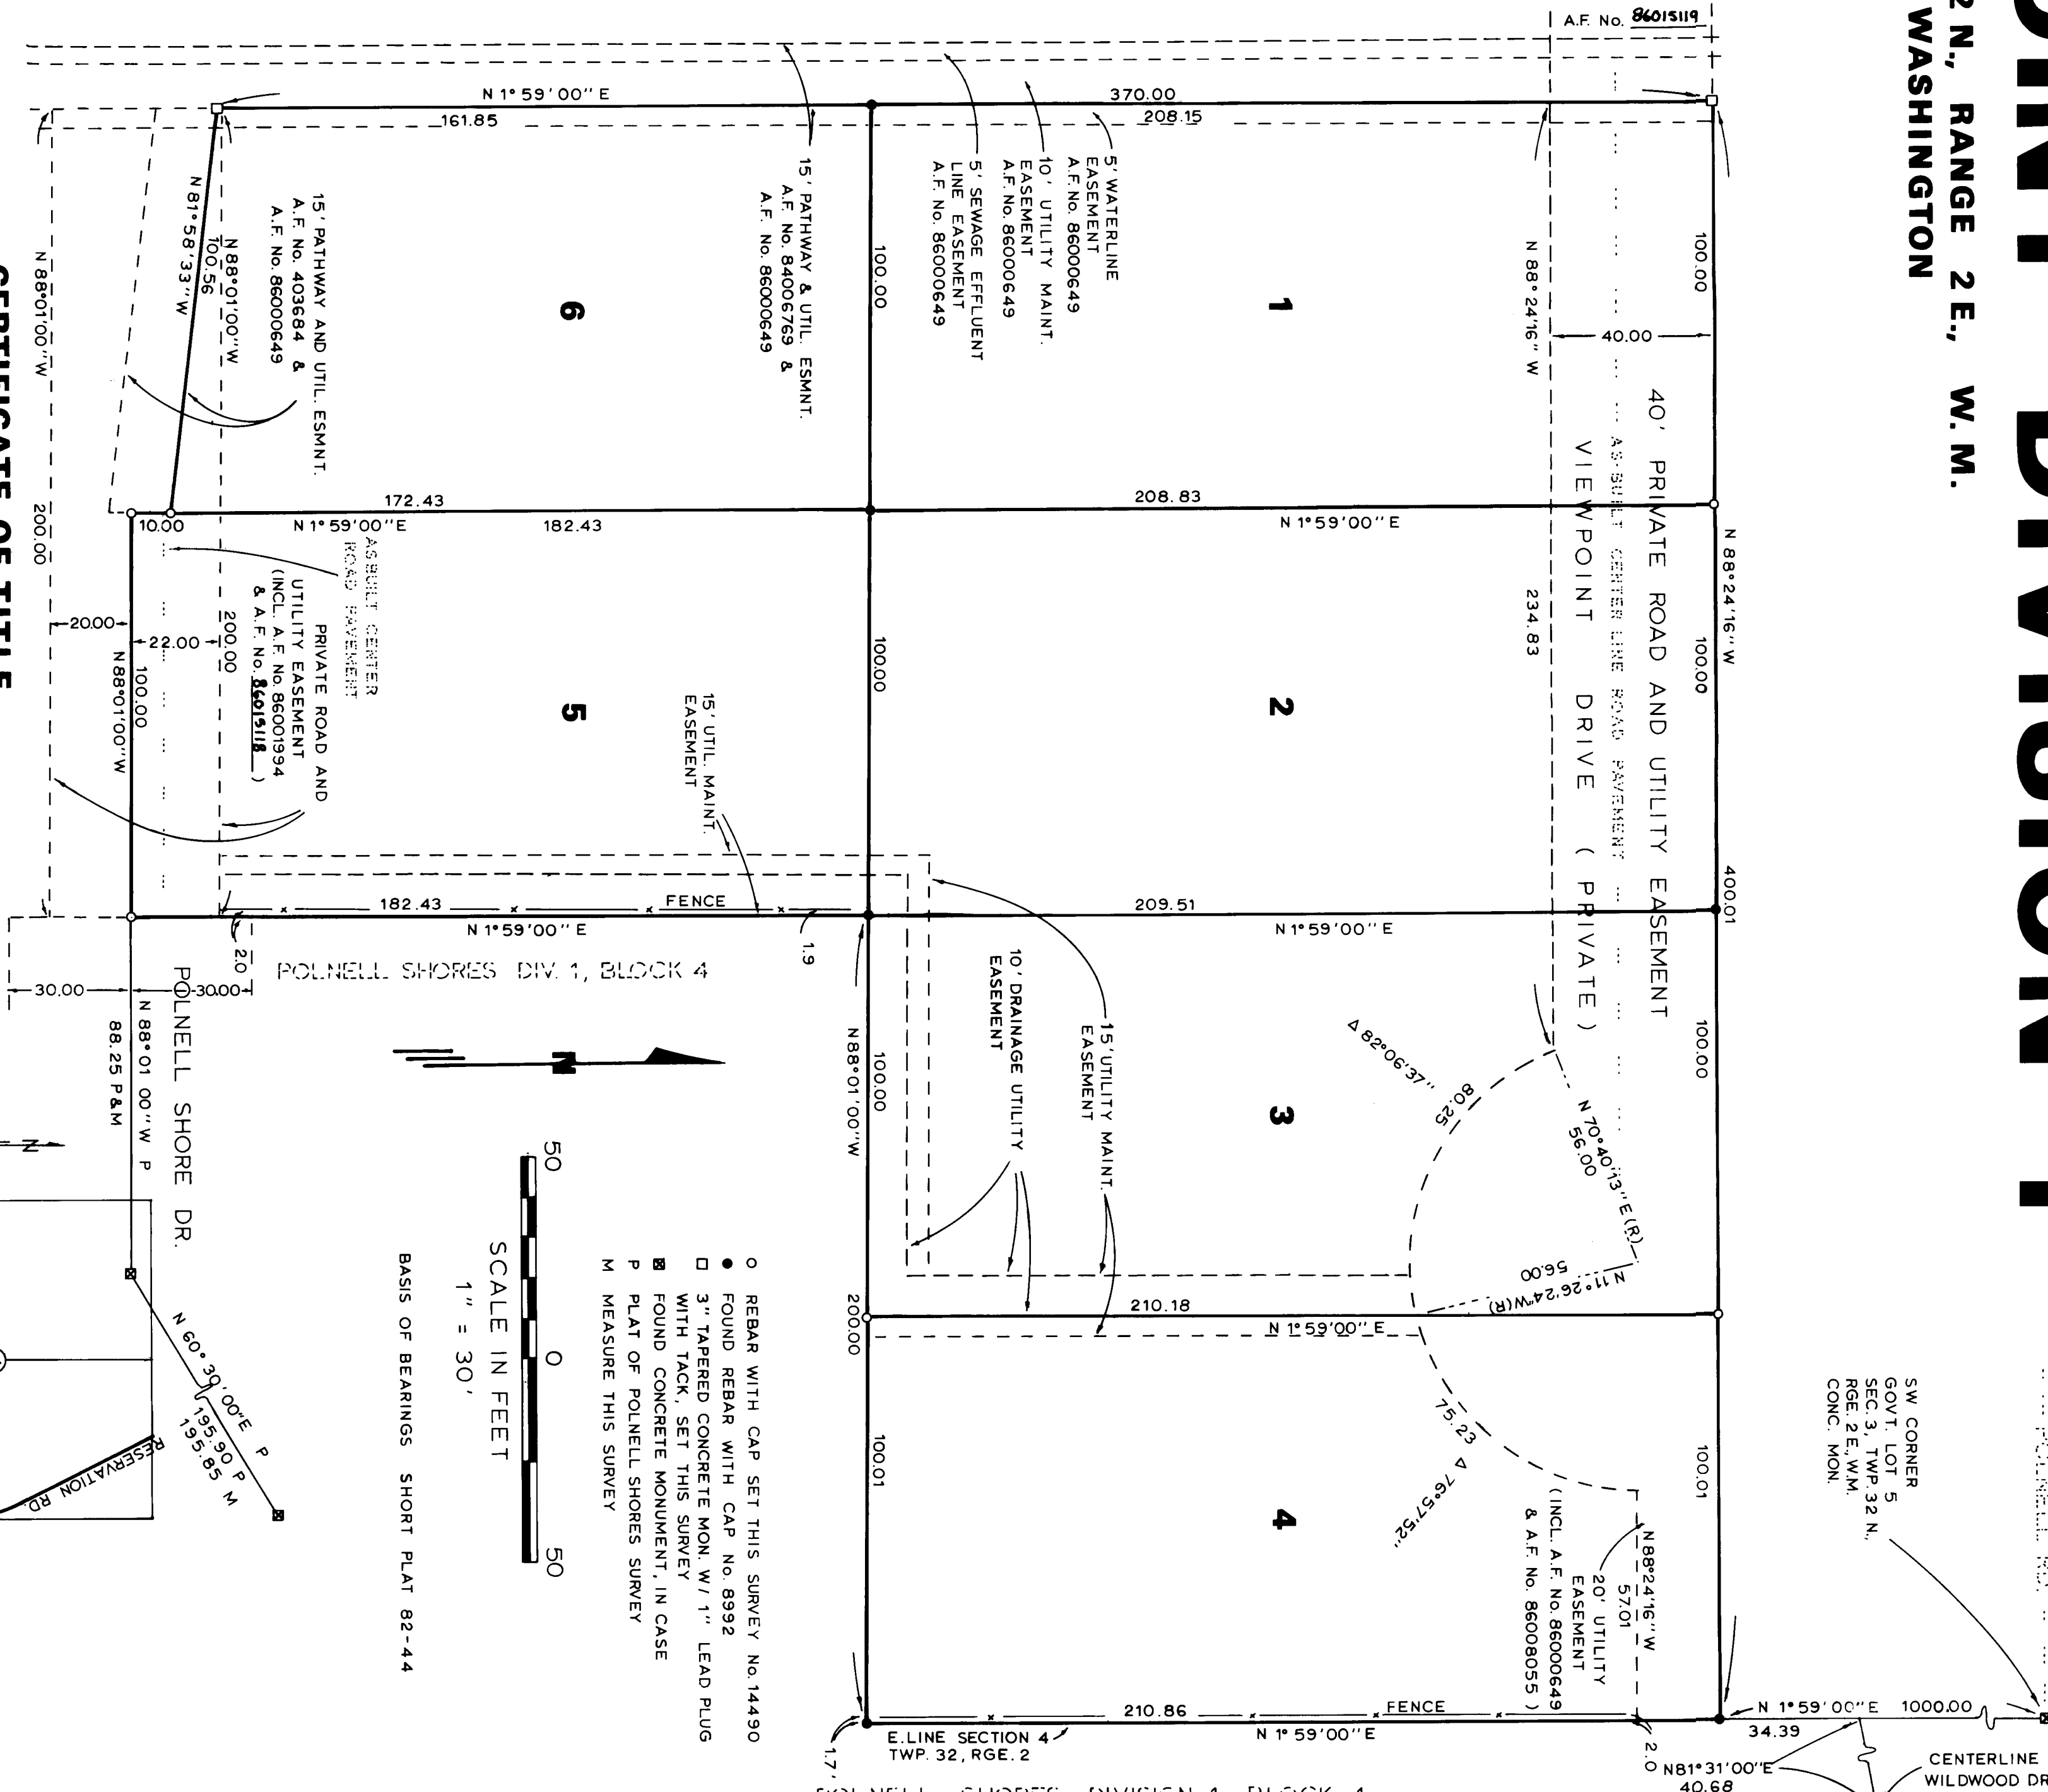 2 N., RANGE 2 E., W. M.
WASHINGTON
A.F. No. 86015119
N 1° 59' 00" E
161.85
370.00
208.15
5' WATERLINE
EASEMENT
A.F. No. 86000649
10' UTILITY MAINT.
EASEMENT
A.F. No. 86000649
5' SEWAGE EFFLUENT
LINE EASEMENT
A.F. No. 86000649
15' PATHWAY & UTIL. ESMNT.
A.F. No. 84006769 &
A.F. No. 86000649
15' PATHWAY AND UTIL. ESMNT.
A.F. No. 403684 &
A.F. No. 86000649
N 88° 01' 00" W
100.56
N 81° 58' 33" W
N 88° 01' 00" W
200.00
6
1
100.00
100.00
N 88° 24' 16" W
40.00
40' PRIVATE ROAD AND UTILITY EASEMENT
AS-BUILT CENTER LINE ROAD PAVEMENT
VIEWPOINT DRIVE ( PRIVATE )
172.43
N 1° 59' 00" E
182.43
10.00
208.83
N 1° 59' 00" E
N 88° 24' 16" W
400.01
234.83
AS BUILT CENTER
ROAD PAVEMENT
PRIVATE ROAD AND
UTILITY EASEMENT
(INCL. A.F. No. 86001994
& A.F. No. 86015118 )
200.00
20.00
22.00
100.00
N 88° 01' 00" W
5
2
100.00
100.00
15' UTIL. MAINT.
EASEMENT
182.43
FENCE
N 1° 59' 00" E
209.51
N 1° 59' 00" E
2.0
1.9
30.00
30.00
POLNELL SHORES DIV. 1, BLOCK 4
POLNELL SHORE DR.
N 88° 01 00" W P
88.25 P & M
N 60° 30' 00" E P
195.90 P
195.85 M
RESERVATION RD.
N
N
10' DRAINAGE UTILITY
EASEMENT
15' UTILITY MAINT.
EASEMENT
N 88° 01' 00" W
100.00
200.00
3
100.00
Δ 82° 06' 37"
80.25
N 70° 40' 13" E (R)
56.00
N 11° 26' 24" W (R)
56.00
210.18
N 1° 59' 00" E
75.23
Δ 76° 57' 52"
4
100.01
100.01
N 88° 24' 16" W
57.01
20' UTILITY
EASEMENT
(INCL. A.F. No. 86000649
& A.F. No. 86008055 )
210.86
FENCE
N 1° 59' 00" E
E. LINE SECTION 4
TWP. 32, RGE. 2
1.7'
2.0
50 0 50
SCALE IN FEET
1" = 30'
○ REBAR WITH CAP SET THIS SURVEY No. 14490
● FOUND REBAR WITH CAP No. 8992
□ 3" TAPERED CONCRETE MON. W/ 1" LEAD PLUG
WITH TACK, SET THIS SURVEY
FOUND CONCRETE MONUMENT, IN CASE
P PLAT OF POLNELL SHORES SURVEY
M MEASURE THIS SURVEY
BASIS OF BEARINGS SHORT PLAT 82-44
SW CORNER
GOVT. LOT 5
SEC. 3, TWP. 32 N.,
RGE. 2 E., W.M.
CONC. MON.
N 1° 59' 00" E 1000.00
34.39
N 81° 31' 00" E
40.68
CENTERLINE
WILDWOOD DR
CERTIFICATE OF TITLE
DIVISION 1
POLNELL SHORES DIVISION 1, BLOCK 4